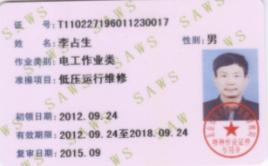 证 号: T110227196011230017
姓 名: 李占生 性别: 男
作业类别: 电工作业类
准操项目: 低压运行维修
初领日期: 2012. 09. 24
有效期限: 2012. 09. 24至2018. 09. 24
复审日期: 2015. 09
SAWS